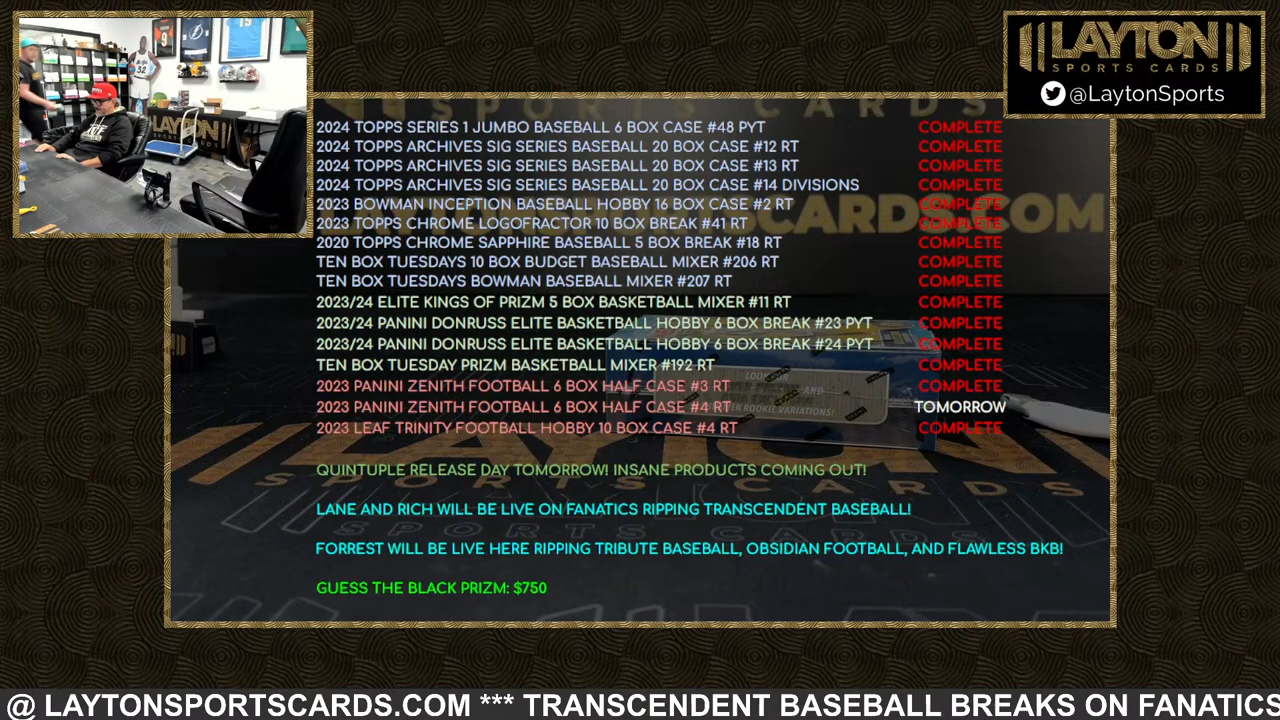 LAYTON
SPORTS CARDS
@LaytonSports
2024 TOPPS SERIES 1 JUMBO BASEBALL 6 BOX CASE #48 PYT COMPLETE
2024 TOPPS ARCHIVES SIG SERIES BASEBALL 20 BOX CASE #12 RT COMPLETE
2024 TOPPS ARCHIVES SIG SERIES BASEBALL 20 BOX CASE #13 RT COMPLETE
2024 TOPPS ARCHIVES SIG SERIES BASEBALL 20 BOX CASE #14 DIVISIONS COMPLETE
2023 BOWMAN INCEPTION BASEBALL HOBBY 16 BOX CASE #2 RT COMPLETE
2023 TOPPS CHROME LOGOFRACTOR 10 BOX BREAK #41 RT COMPLETE
2020 TOPPS CHROME SAPPHIRE BASEBALL 5 BOX BREAK #18 RT COMPLETE
TEN BOX TUESDAYS 10 BOX BUDGET BASEBALL MIXER #206 RT COMPLETE
TEN BOX TUESDAYS BOWMAN BASEBALL MIXER #207 RT COMPLETE
2023/24 ELITE KINGS OF PRIZM 5 BOX BASKETBALL MIXER #11 RT COMPLETE
2023/24 PANNI DONRUSS ELITE BASKETBALL HOBBY 6 BOX BREAK #23 PYT COMPLETE
2023/24 PANNI DONRUSS ELITE BASKETBALL HOBBY 6 BOX BREAK #24 PYT COMPLETE
TEN BOX TUESDAY PRIZM BASKETBALL MIXER #192 RT COMPLETE
2023 PANINI ZENITH FOOTBALL 6 BOX HALF CASE #3 RT COMPLETE
2023 PANINI ZENITH FOOTBALL 6 BOX HALF CASE #4 RT TOMORROW
2023 LEAF TRINITY FOOTBALL HOBBY 10 BOX CASE #4 RT COMPLETE
QUINTUPLE RELEASE DAY TOMORROW! INSANE PRODUCTS COMING OUT!
LANE AND RICH WILL BE LIVE ON FANATICS RIPPING TRANSCENDENT BASEBALL!
FORREST WILL BE LIVE HERE RIPPING TRIBUTE BASEBALL, OBSIDIAN FOOTBALL, AND FLAWLESS BKB!
GUESS THE BLACK PRIZM: $750
@ LAYTONSPORTSCARDS.COM *** TRANSCENDENT BASEBALL BREAKS ON FANATICS